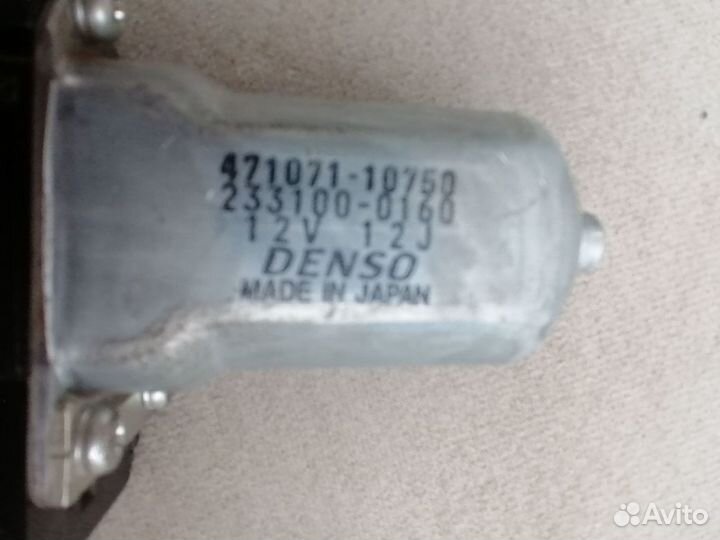 471071-10750
233100-0160
12V 12J
DENSO
MADE IN JAPAN
Avito